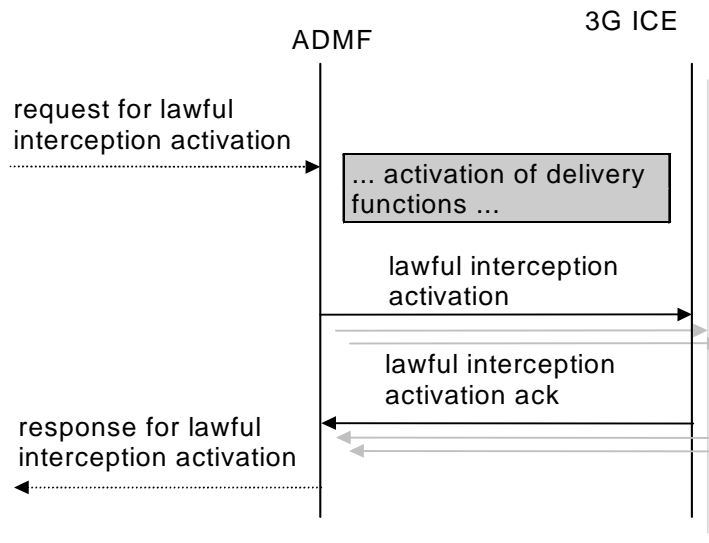 3G ICE
ADMF
request for lawful
interception activation
... activation of delivery
functions ...
lawful interception
activation
lawful interception
activation ack
response for lawful
interception activation